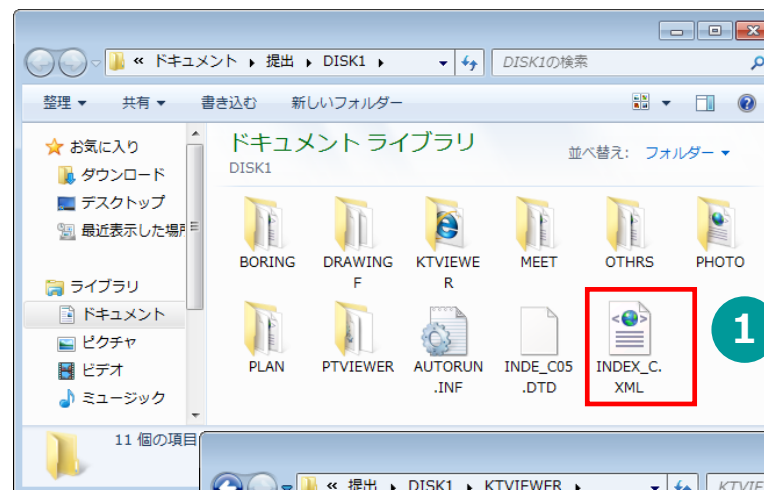 « ドキュメント ▸ 提出 ▸ DISK1 ▸
DISK1の検索
整理 ▼ 共有 ▼ 書き込む 新しいフォルダー
お気に入り
ダウンロード
デスクトップ
最近表示した場所
ライブラリ
ドキュメント
ピクチャ
ビデオ
ミュージック
ドキュメント ライブラリ
DISK1
並べ替え: フォルダー ▼
BORING
DRAWING
F
KTVIEWE
R
MEET
OTHRS
PHOTO
PLAN
PTVIEWER
AUTORUN
.INF
INDE_C05
.DTD
INDEX_C.
XML
1
11 個の項目
« 提出 ▸ DISK1 ▸ KTVIEWER ▸
KTVIE